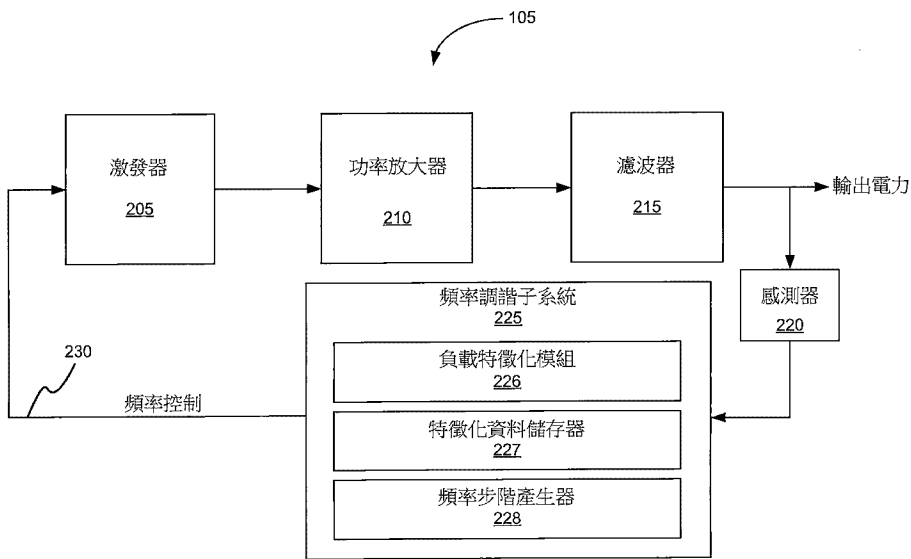 105
激發器
205
功率放大器
210
濾波器
215
輸出電力
感測器
220
頻率調諧子系統
225
負載特徵化模組
226
特徵化資料儲存器
227
頻率步階產生器
228
230
頻率控制